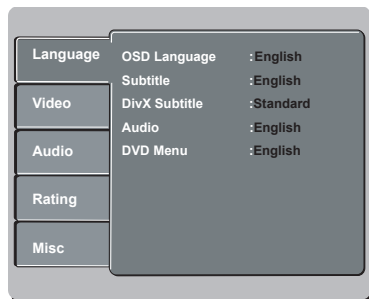 Language
Video
Audio
Rating
Misc
OSD Language :English
Subtitle :English
DivX Subtitle :Standard
Audio :English
DVD Menu :English